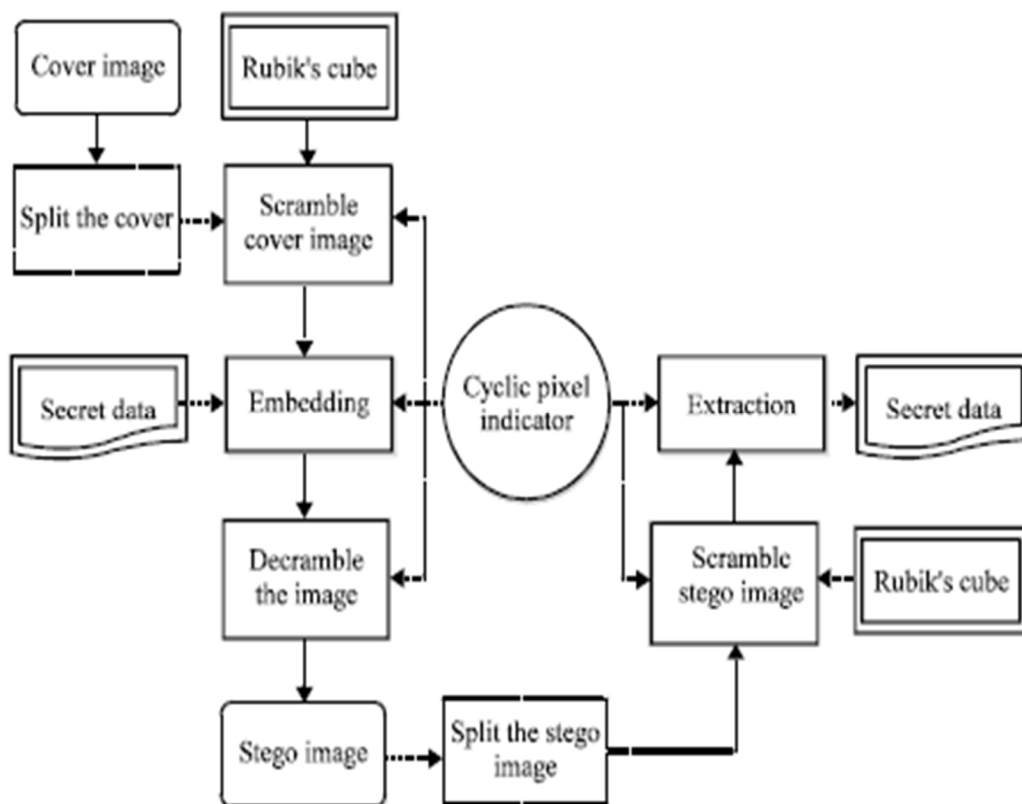 Cover image
Rubik's cube
Split the cover
Scramble
cover image
Secret data
Embedding
Cyclic pixel
indicator
Extraction
Secret data
Decramble
the image
Scramble
stego image
Rubik's cube
Stego image
Split the stego
image